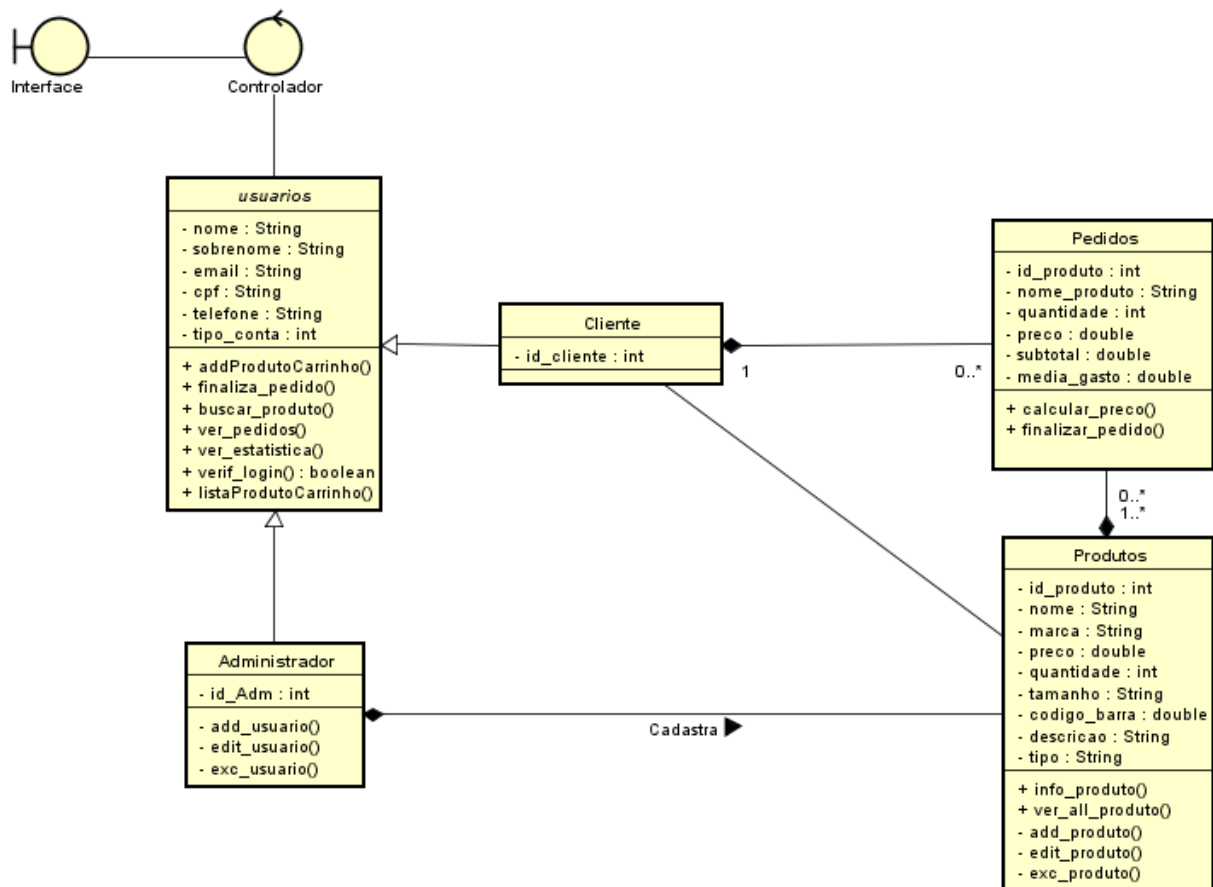 Interface
Controlador
usuarios
- nome : String
- sobrenome : String
- email : String
- cpf : String
- telefone : String
- tipo_conta : int
+ addProdutoCarrinho()
+ finaliza_pedido()
+ buscar_produto()
+ ver_pedidos()
+ ver_estatistica()
+ verif_login() : boolean
+ listaProdutoCarrinho()
Cliente
- id_cliente : int
1
0..*
Pedidos
- id_produto : int
- nome_produto : String
- quantidade : int
- preco : double
- subtotal : double
- media_gasto : double
+ calcular_preco()
+ finalizar_pedido()
0..*
1..*
Administrador
- id_Adm : int
- add_usuario()
- edit_usuario()
- exc_usuario()
Cadastra
Produtos
- id_produto : int
- nome : String
- marca : String
- preco : double
- quantidade : int
- tamanho : String
- codigo_barra : double
- descricao : String
- tipo : String
+ info_produto()
+ ver_all_produto()
- add_produto()
- edit_produto()
- exc_produto()